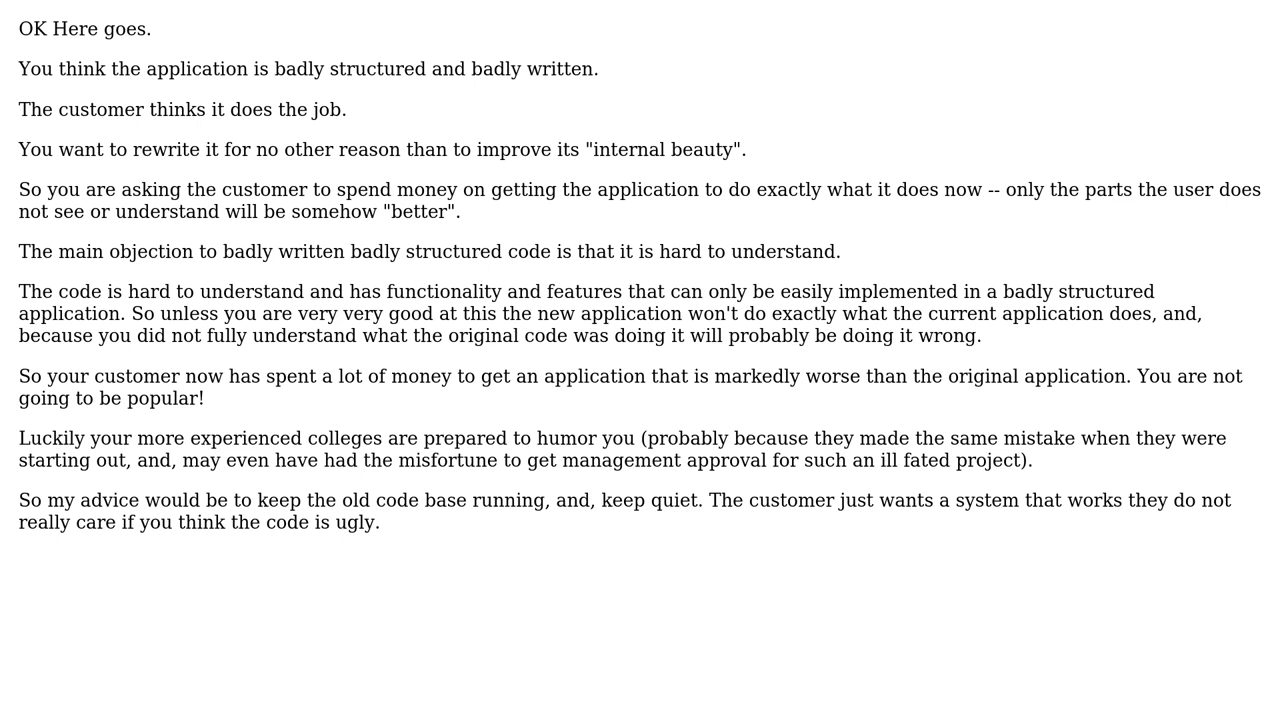 OK Here goes.
You think the application is badly structured and badly written.
The customer thinks it does the job.
You want to rewrite it for no other reason than to improve its "internal beauty".
So you are asking the customer to spend money on getting the application to do exactly what it does now -- only the parts the user does
not see or understand will be somehow "better".
The main objection to badly written badly structured code is that it is hard to understand.
The code is hard to understand and has functionality and features that can only be easily implemented in a badly structured
application. So unless you are very very good at this the new application won't do exactly what the current application does, and,
because you did not fully understand what the original code was doing it will probably be doing it wrong.
So your customer now has spent a lot of money to get an application that is markedly worse than the original application. You are not
going to be popular!
Luckily your more experienced colleges are prepared to humor you (probably because they made the same mistake when they were
starting out, and, may even have had the misfortune to get management approval for such an ill fated project).
So my advice would be to keep the old code base running, and, keep quiet. The customer just wants a system that works they do not
really care if you think the code is ugly.